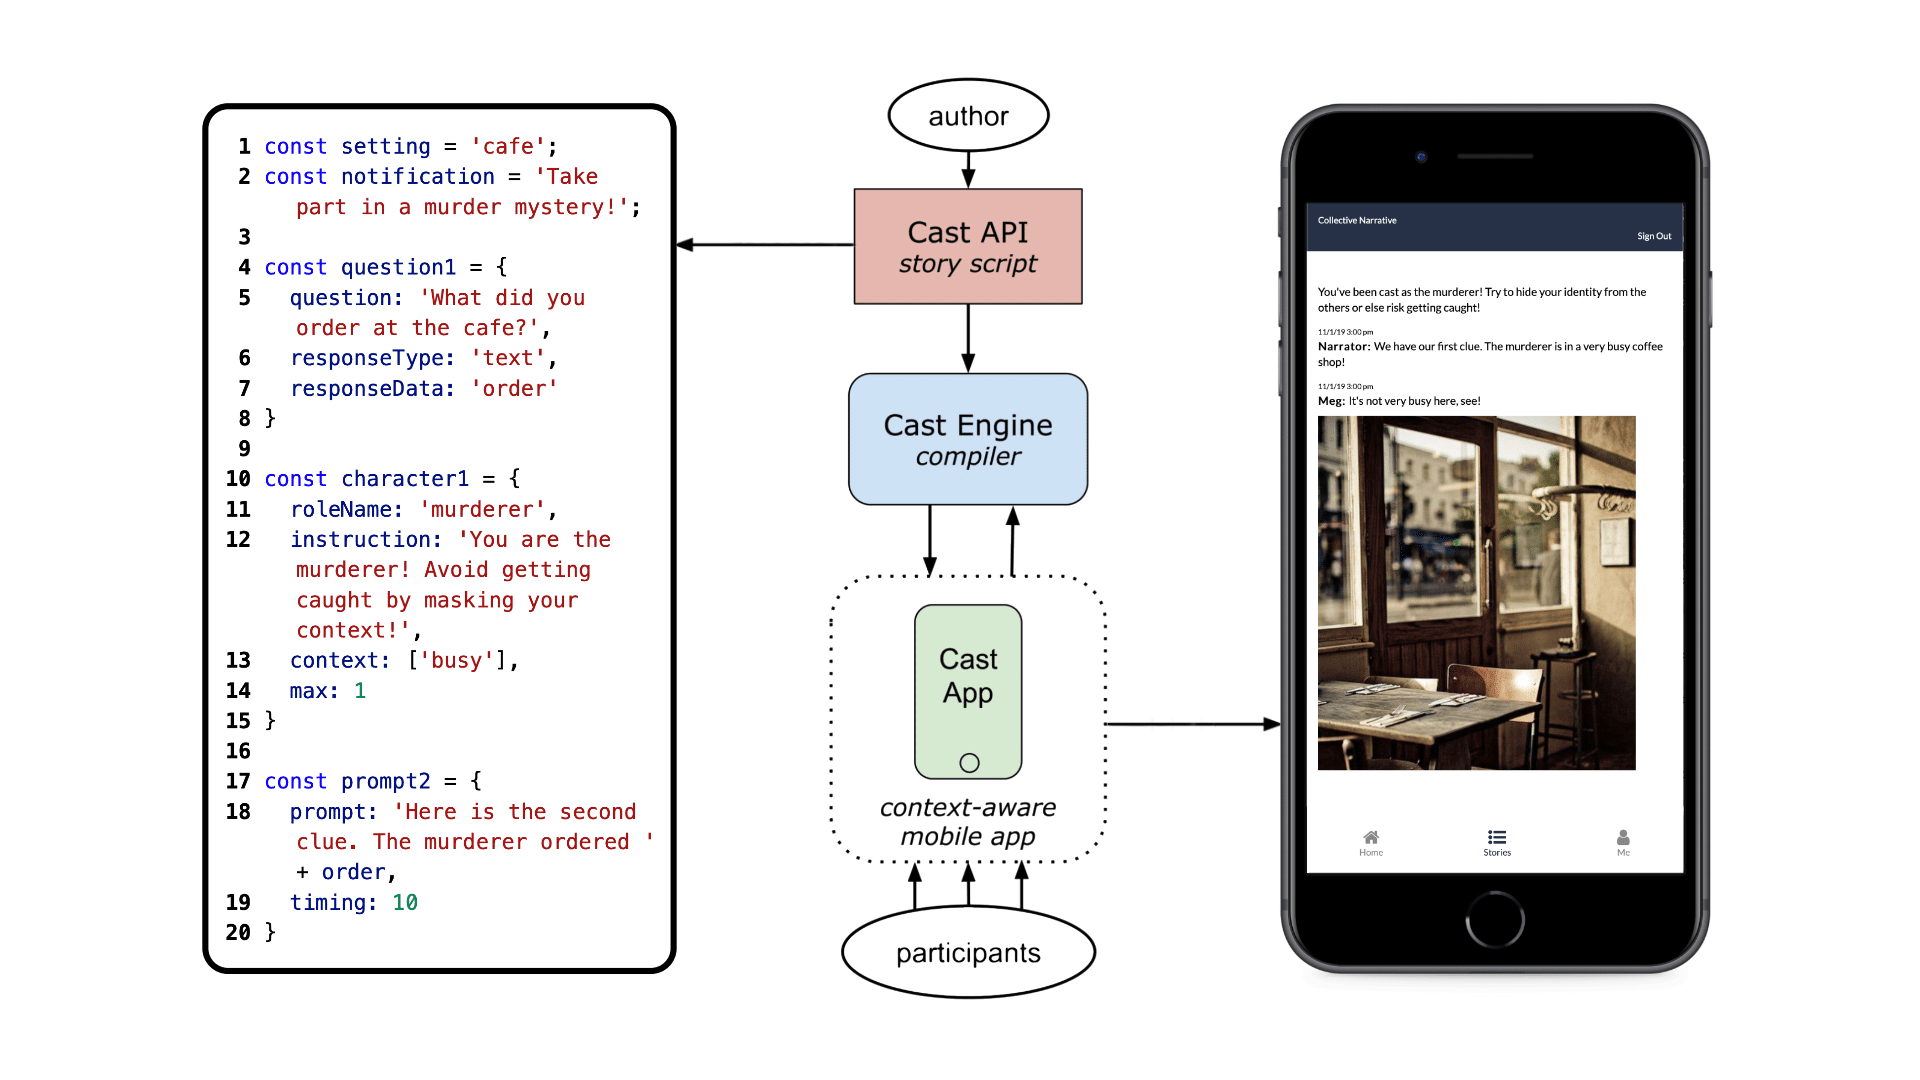 1 const setting = 'cafe';
2 const notification = 'Take
part in a murder mystery!';
3
4 const question1 = {
5 question: 'What did you
order at the cafe?',
6 responseType: 'text',
7 responseData: 'order'
8 }
9
10 const character1 = {
11 roleName: 'murderer',
12 instruction: 'You are the
murderer! Avoid getting
caught by masking your
context!',
13 context: ['busy'],
14 max: 1
15 }
16
17 const prompt2 = {
18 prompt: 'Here is the second
clue. The murderer ordered '
+ order,
19 timing: 10
20 }
author
Cast API
story script
Cast Engine
compiler
Cast
App
context-aware
mobile app
participants
Collective Narrative
Sign Out
You've been cast as the murderer! Try to hide your identity from the
others or else risk getting caught!
11/1/19 3:00 pm
Narrator: We have our first clue. The murderer is in a very busy coffee
shop!
11/1/19 3:00 pm
Meg: It's not very busy here, see!
Home
Stories
Me